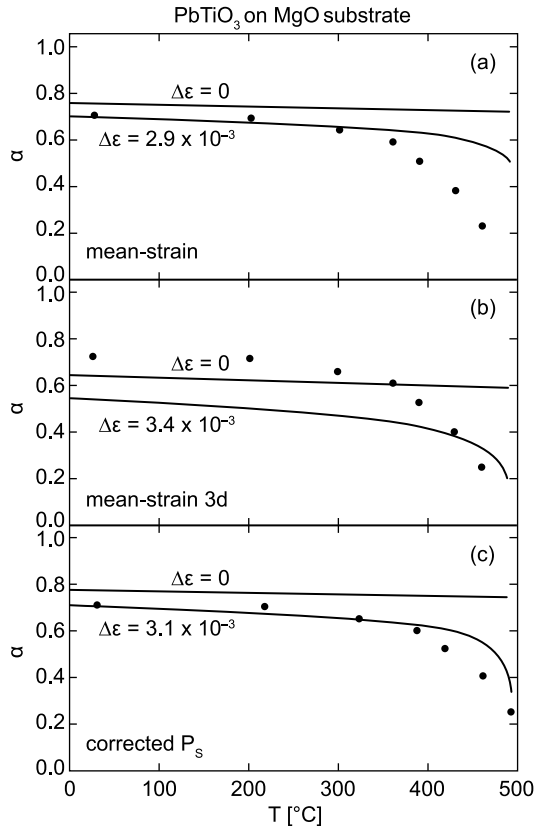 PbTiO₃ on MgO substrate
1.0
(a)
Δε = 0
0.8
0.6
Δε = 2.9 x 10⁻³
α
0.4
0.2
mean-strain
0.0
1.0
(b)
0.8
Δε = 0
0.6
α
0.4
Δε = 3.4 x 10⁻³
0.2
mean-strain 3d
0.0
1.0
(c)
Δε = 0
0.8
0.6
Δε = 3.1 x 10⁻³
α
0.4
0.2
corrected Pₛ
0.0
0 100 200 300 400 500
T [°C]